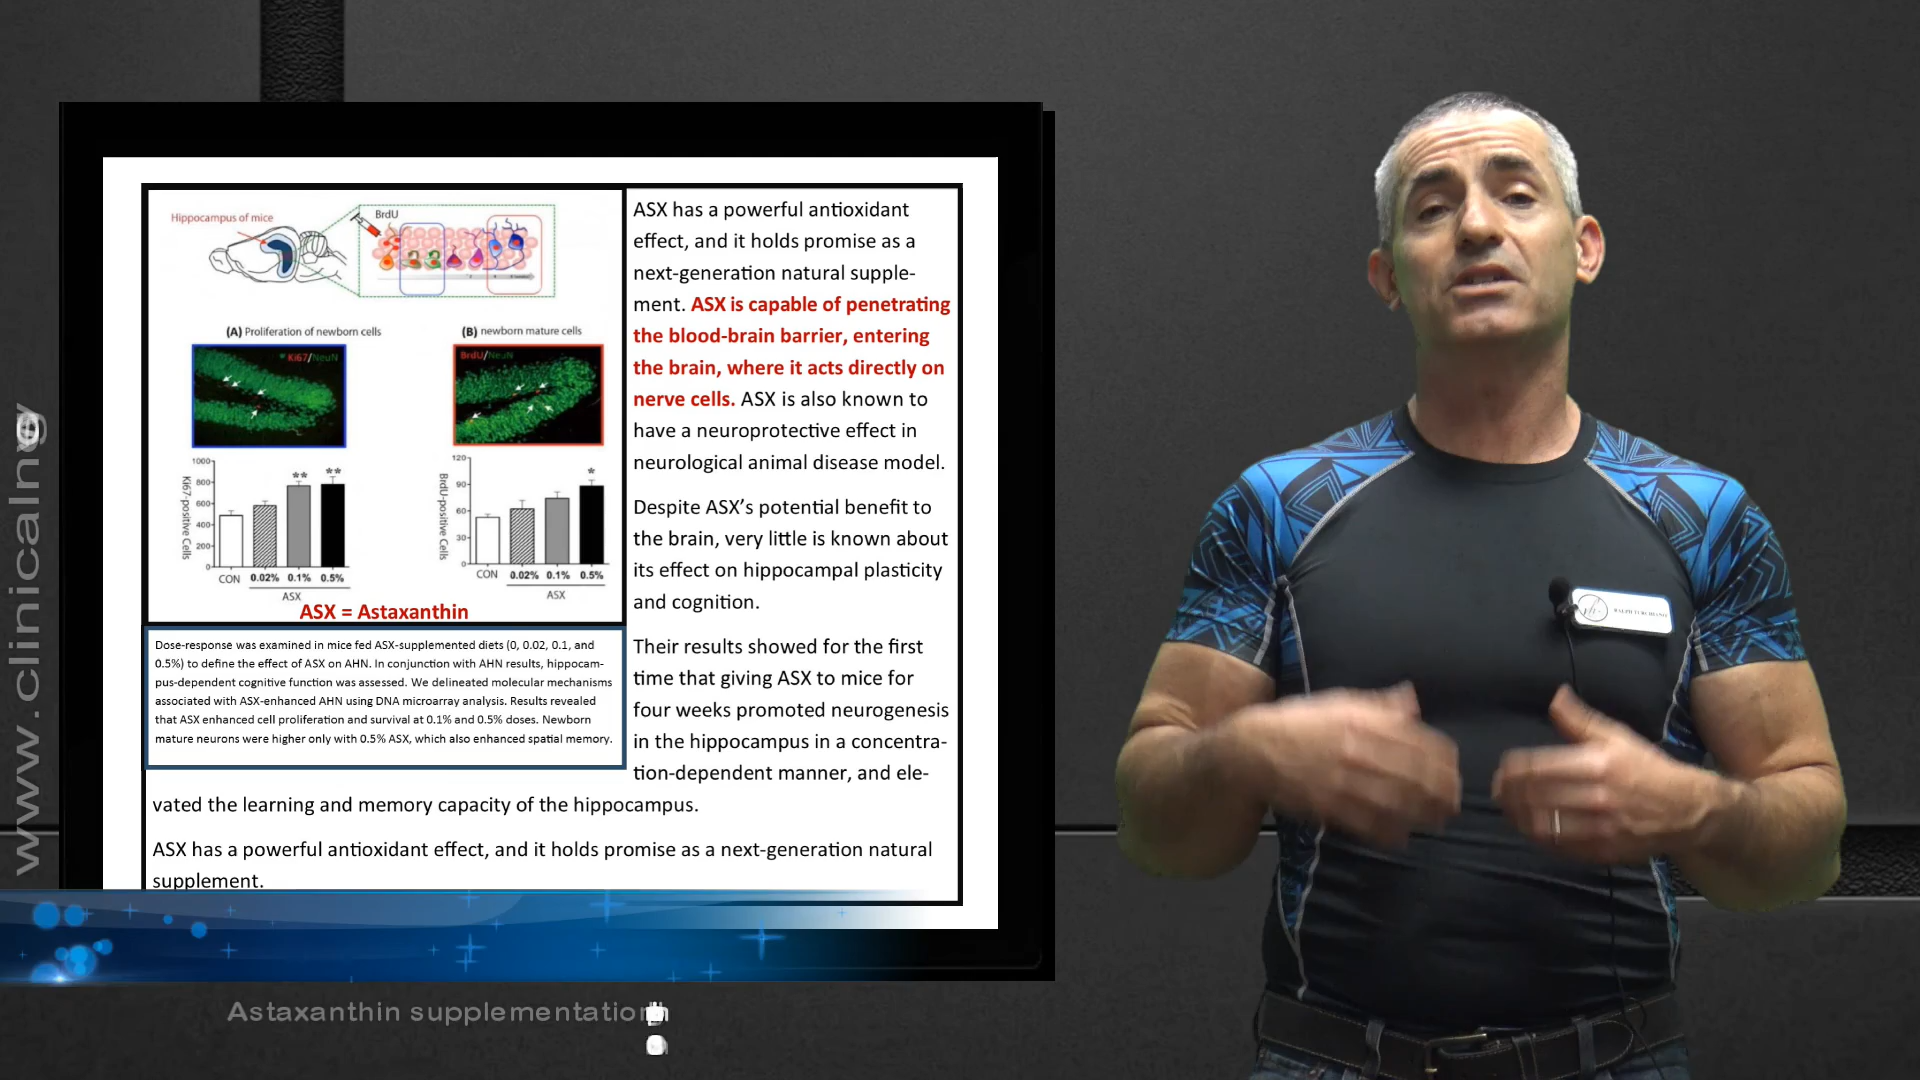 Hippocampus of mice
BrdU
(A) Proliferation of newborn cells
(B) newborn mature cells
* Ki67/NeuN
BrdU/NeuN
Ki67-positive Cells
1000
800
600
400
200
0
** **
CON 0.02% 0.1% 0.5%
ASX
BrdU-positive Cells
120
90
60
30
0
*
CON 0.02% 0.1% 0.5%
ASX
ASX = Astaxanthin
Dose-response was examined in mice fed ASX-supplemented diets (0, 0.02, 0.1, and
0.5%) to define the effect of ASX on AHN. In conjunction with AHN results, hippocam-
pus-dependent cognitive function was assessed. We delineated molecular mechanisms
associated with ASX-enhanced AHN using DNA microarray analysis. Results revealed
that ASX enhanced cell proliferation and survival at 0.1% and 0.5% doses. Newborn
mature neurons were higher only with 0.5% ASX, which also enhanced spatial memory.
ASX has a powerful antioxidant
effect, and it holds promise as a
next-generation natural supple-
ment. ASX is capable of penetrating
the blood-brain barrier, entering
the brain, where it acts directly on
nerve cells. ASX is also known to
have a neuroprotective effect in
neurological animal disease model.
Despite ASX's potential benefit to
the brain, very little is known about
its effect on hippocampal plasticity
and cognition.
Their results showed for the first
time that giving ASX to mice for
four weeks promoted neurogenesis
in the hippocampus in a concentra-
tion-dependent manner, and ele-
vated the learning and memory capacity of the hippocampus.
ASX has a powerful antioxidant effect, and it holds promise as a next-generation natural
supplement.
www.clinicaln
Astaxanthin supplementation